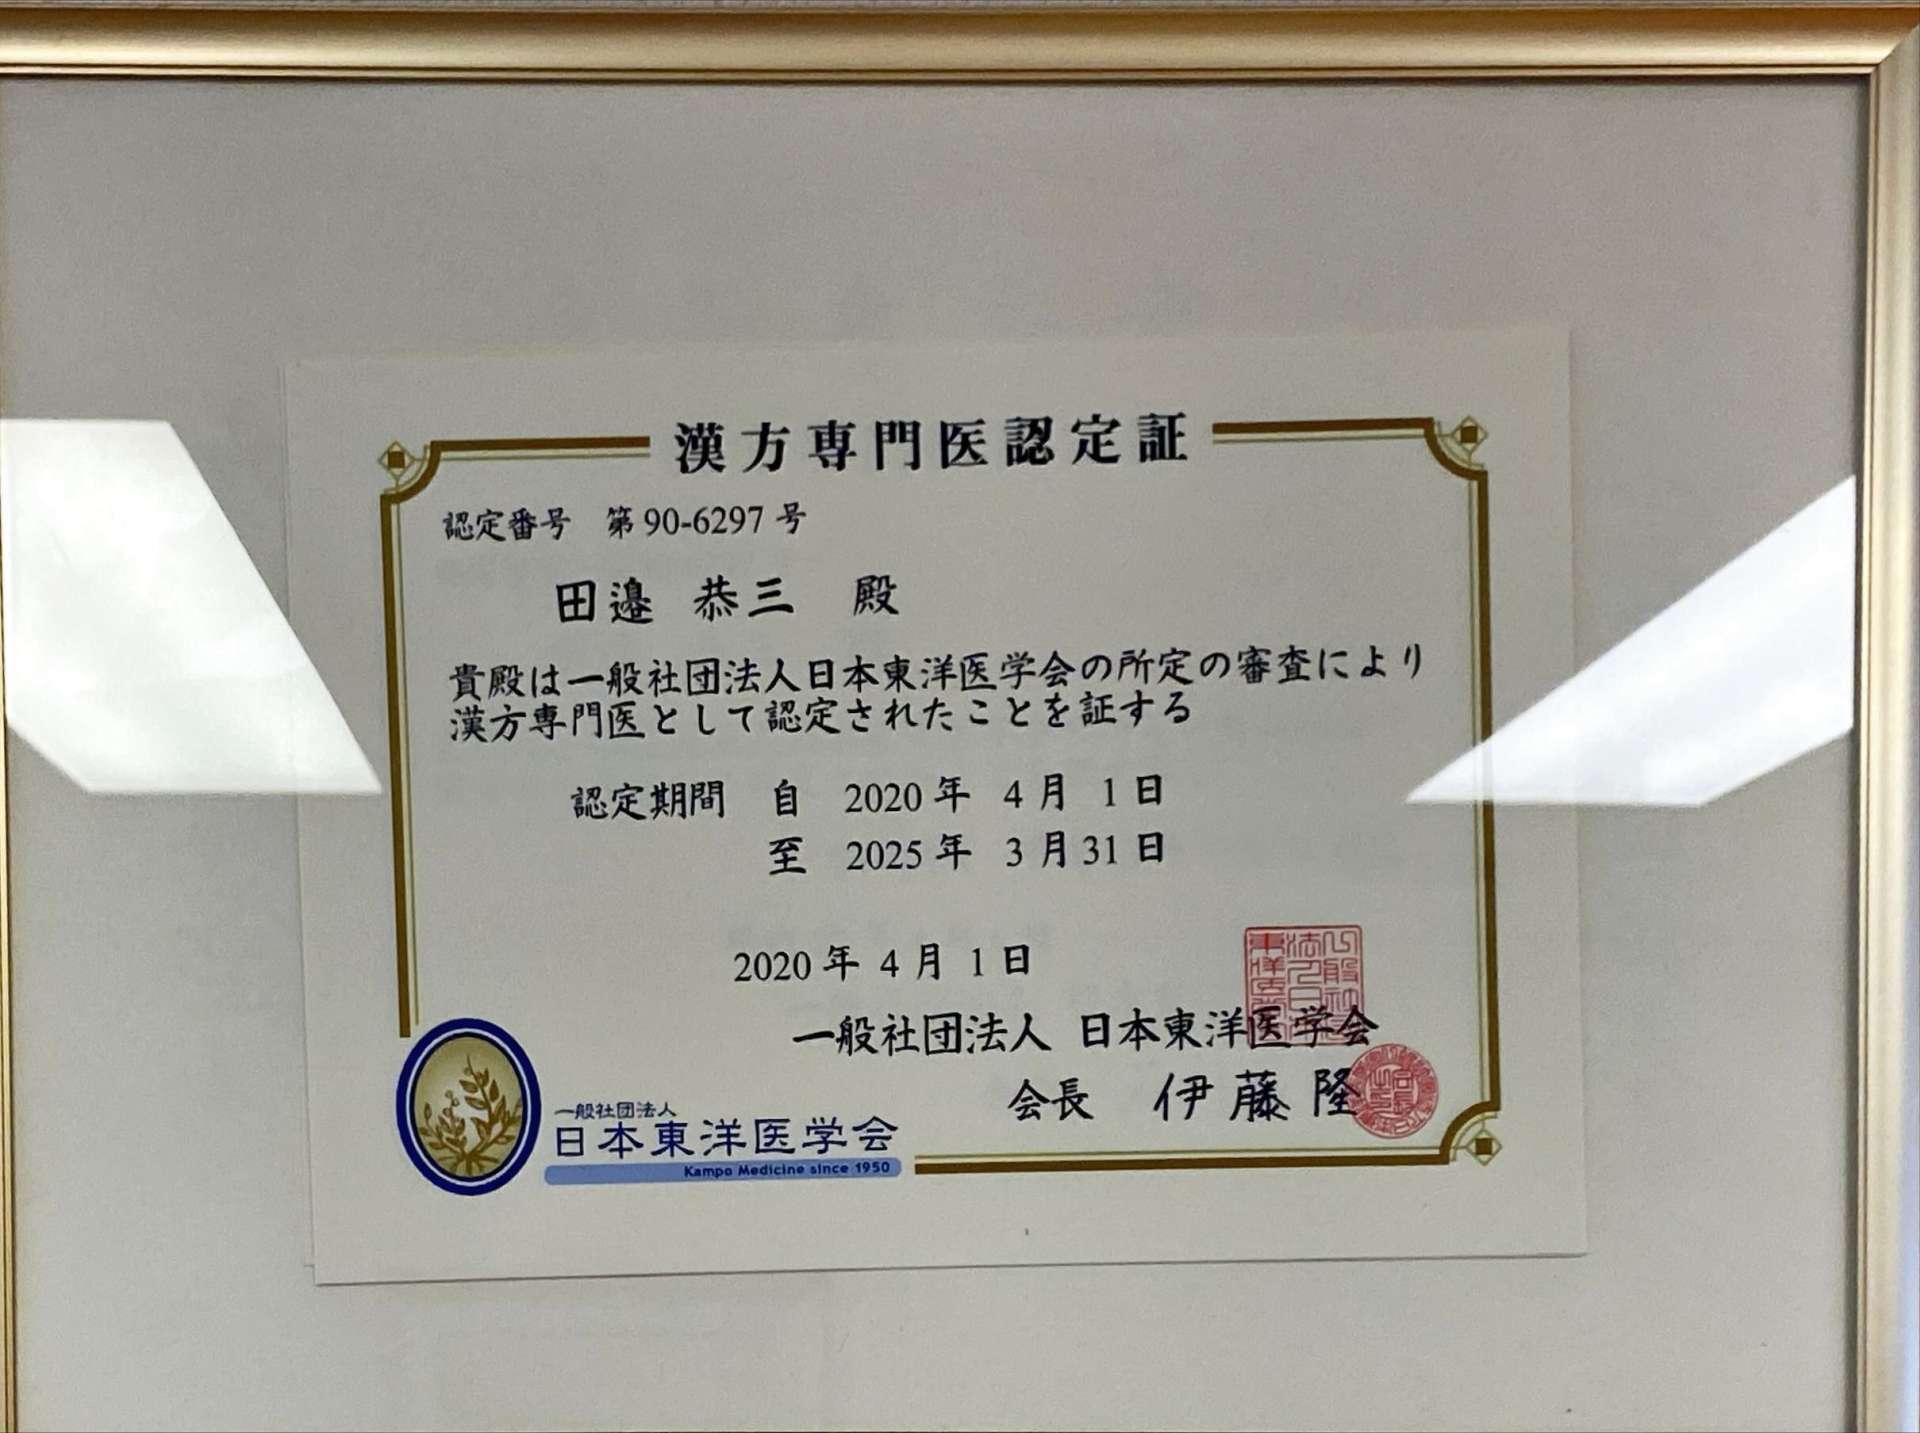 漢方専門医認定証
認定番号 第90-6297号
田邉 恭三 殿
貴殿は一般社団法人日本東洋医学会の所定の審査により
漢方専門医として認定されたことを証する
認定期間 自 2020年 4月 1日
至 2025年 3月31日
2020年 4月 1日
一般社団法人 日本東洋医学会
会長 伊藤 隆
一般社団法人
日本東洋医学会
Kampo Medicine since 1950